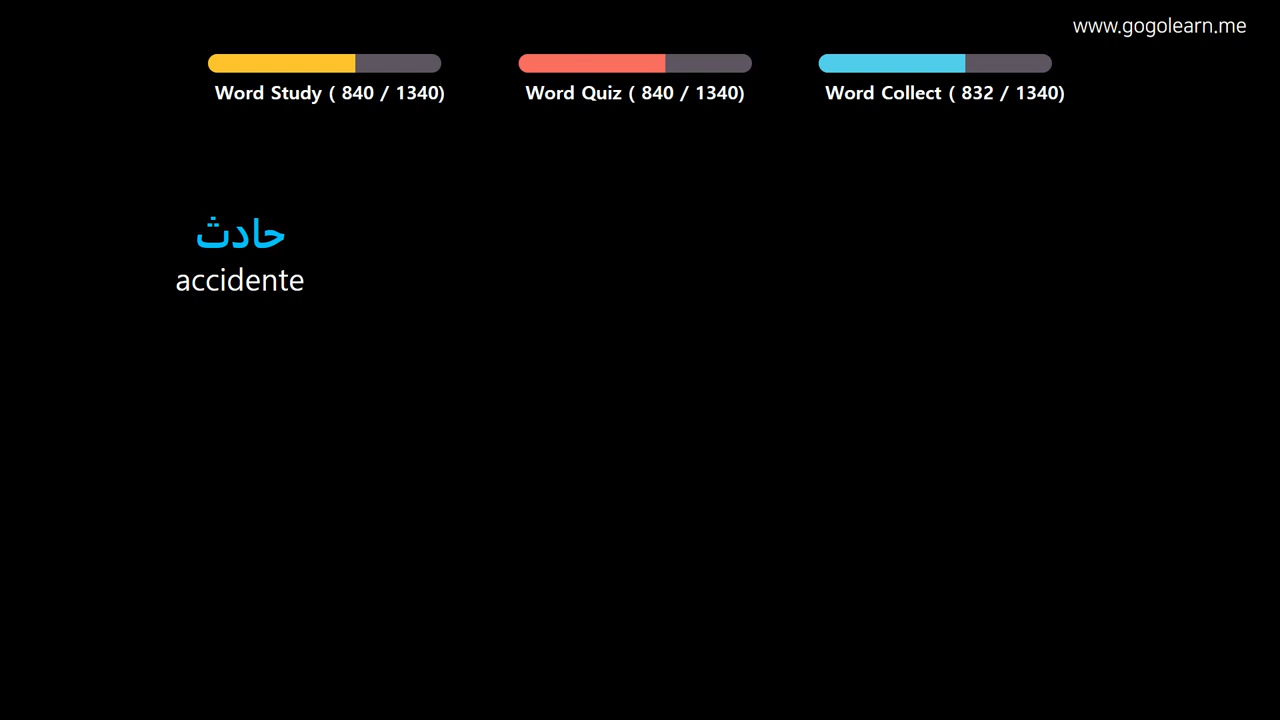 www.gogolearn.me
Word Study ( 840 / 1340)
Word Quiz ( 840 / 1340)
Word Collect ( 832 / 1340)
حادث
accidente